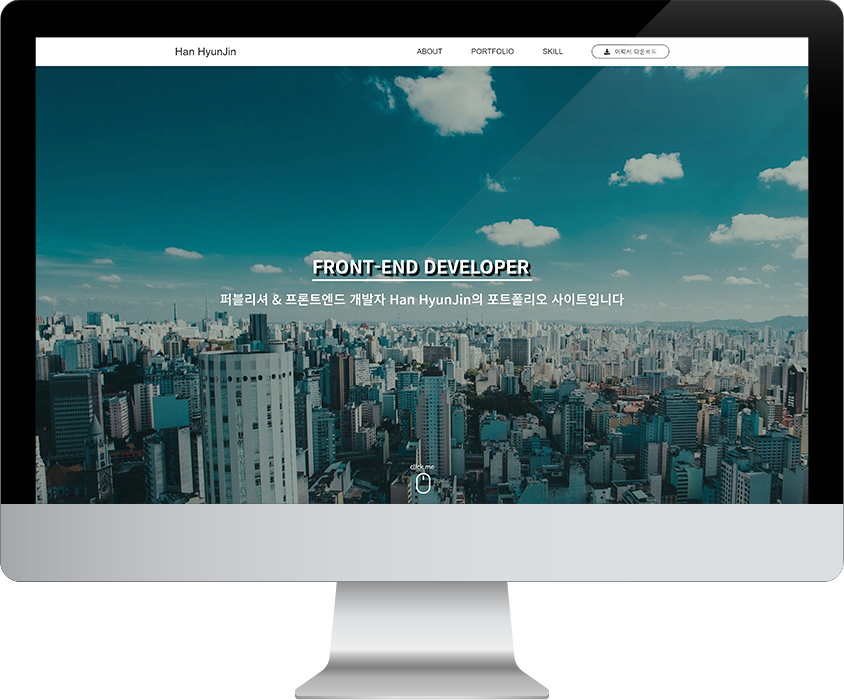 Han HyunJin
ABOUT
PORTFOLIO
SKILL
이력서 다운로드
FRONT-END DEVELOPER
퍼블리셔 & 프론트엔드 개발자 Han HyunJin의 포트폴리오 사이트입니다
click me